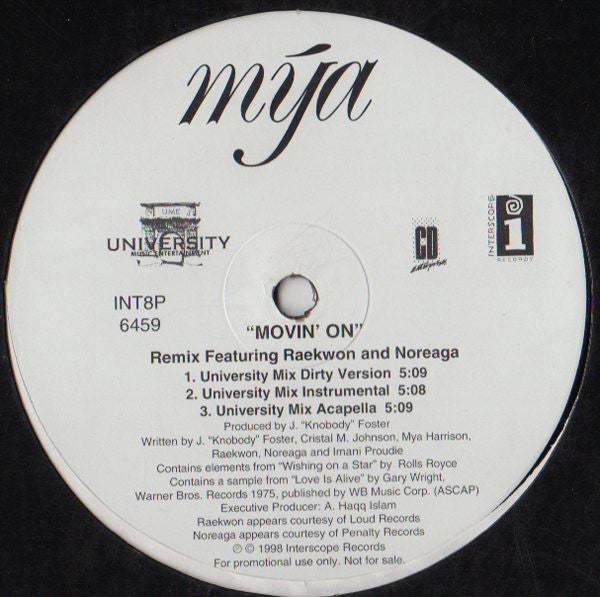 mýa
UME
UNIVERSITY
MUSIC ENTERTAINMENT
CD
INTERSCOPE
i
RECORDS
INT8P
6459
"MOVIN' ON"
Remix Featuring Raekwon and Noreaga
1. University Mix Dirty Version 5:09
2. University Mix Instrumental 5:08
3. University Mix Acapella 5:09
Produced by J. "Knobody" Foster
Written by J. "Knobody" Foster, Cristal M. Johnson, Mya Harrison,
Raekwon, Noreaga and Imani Proudie
Contains elements from "Wishing on a Star" by Rolls Royce
Contains a sample from "Love Is Alive" by Gary Wright,
Warner Bros. Records 1975, published by WB Music Corp. (ASCAP)
Executive Producer: A. Haqq Islam
Raekwon appears courtesy of Loud Records
Noreaga appears courtesy of Penalty Records
℗ © 1998 Interscope Records
For promotional use only. Not for sale.